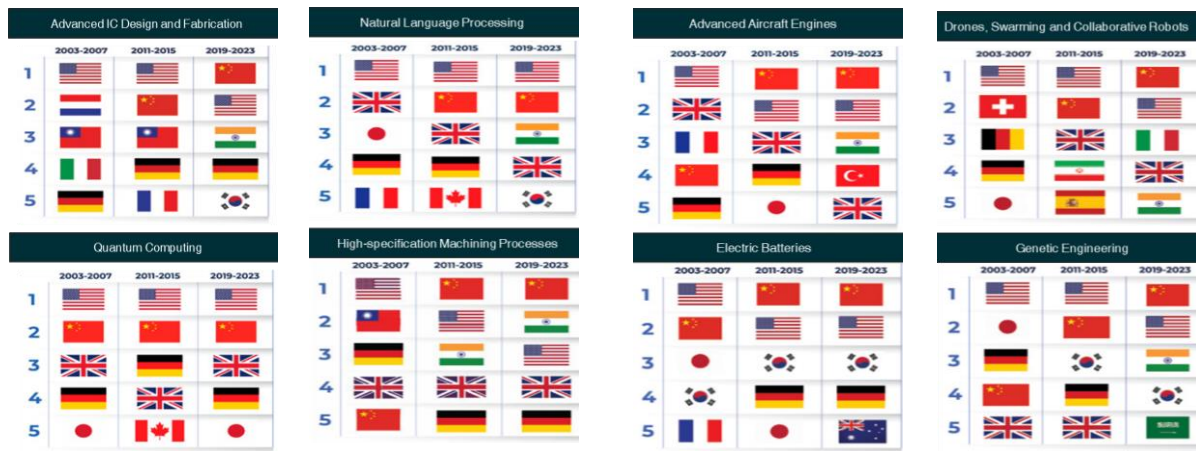 Advanced IC Design and Fabrication
2003-2007 2011-2015 2019-2023
1
2
3
4
5
Natural Language Processing
2003-2007 2011-2015 2019-2023
1
2
3
4
5
Advanced Aircraft Engines
2003-2007 2011-2015 2019-2023
1
2
3
4
5
Drones, Swarming and Collaborative Robots
2003-2007 2011-2015 2019-2023
1
2
3
4
5
Quantum Computing
2003-2007 2011-2015 2019-2023
1
2
3
4
5
High-specification Machining Processes
2003-2007 2011-2015 2019-2023
1
2
3
4
5
Electric Batteries
2003-2007 2011-2015 2019-2023
1
2
3
4
5
Genetic Engineering
2003-2007 2011-2015 2019-2023
1
2
3
4
5